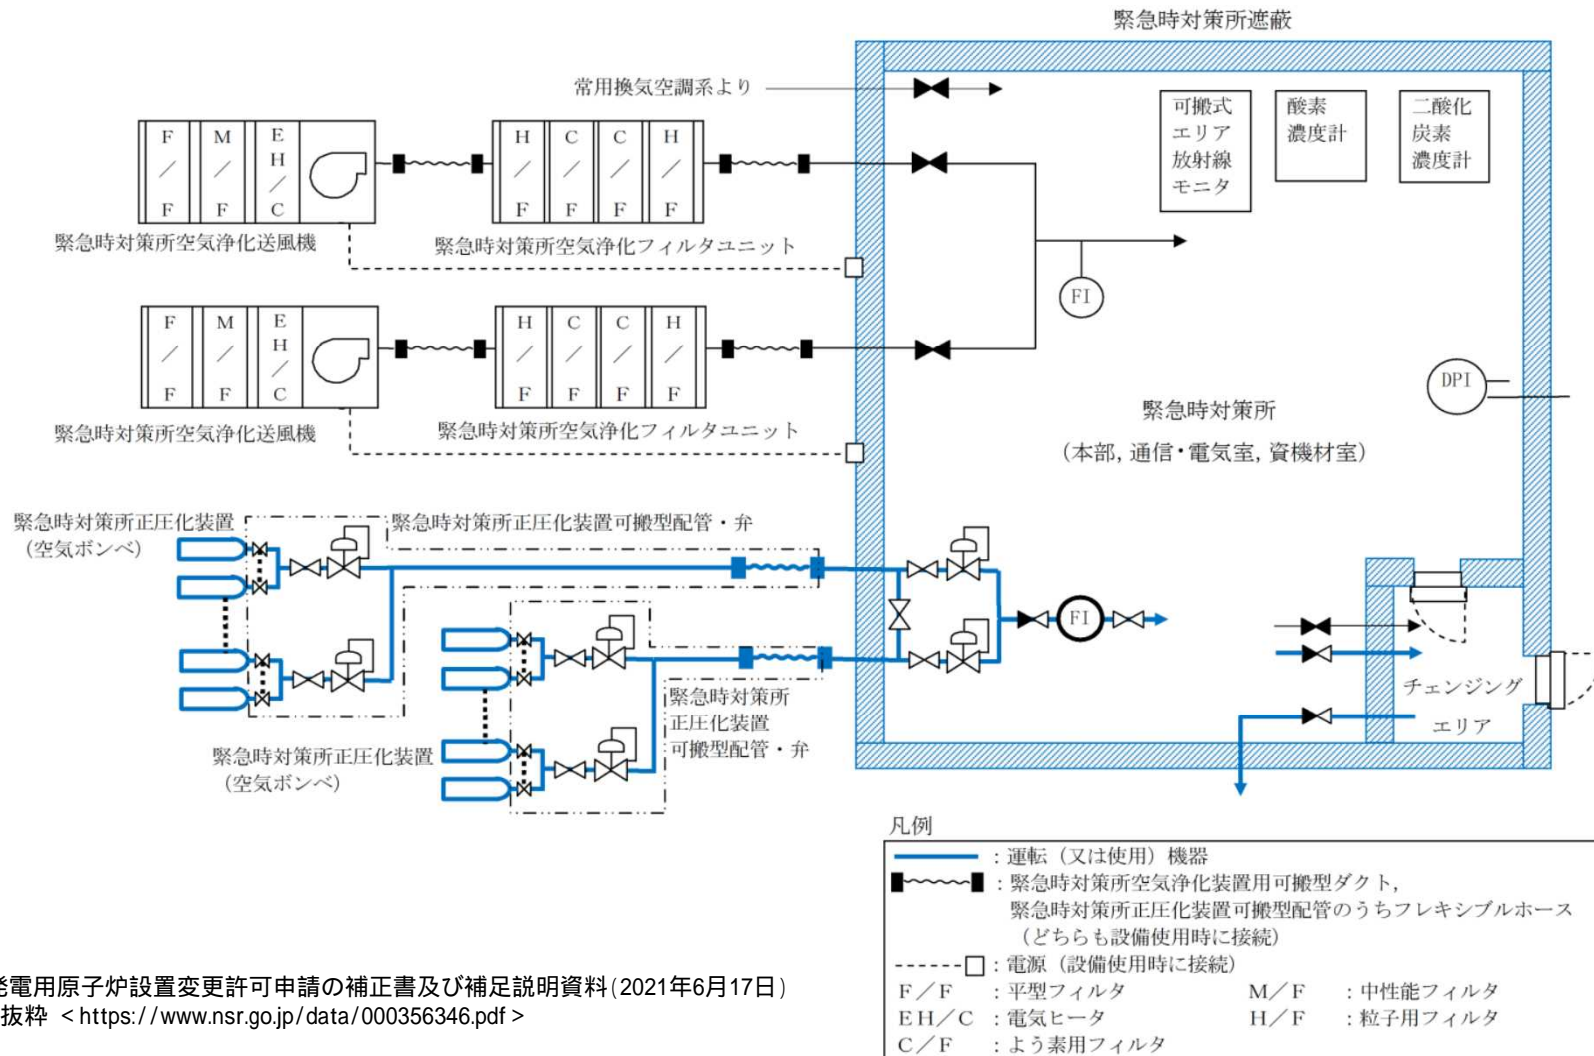 緊急時対策所遮蔽
常用換気空調系より
可搬式
エリア
放射線
モニタ
酸素
濃度計
二酸化
炭素
濃度計
F/F
M/F
EH/C
H/F
C/F
C/F
H/F
緊急時対策所空気浄化送風機
緊急時対策所空気浄化フィルタユニット
FI
F/F
M/F
EH/C
H/F
C/F
C/F
H/F
緊急時対策所空気浄化送風機
緊急時対策所空気浄化フィルタユニット
DPI
緊急時対策所
(本部, 通信・電気室, 資機材室)
緊急時対策所正圧化装置
(空気ボンベ)
緊急時対策所正圧化装置可搬型配管・弁
FI
緊急時対策所
正圧化装置
可搬型配管・弁
緊急時対策所正圧化装置
(空気ボンベ)
チェンジング
エリア
凡例
:運転(又は使用)機器
:緊急時対策所空気浄化装置用可搬型ダクト,
緊急時対策所正圧化装置可搬型配管のうちフレキシブルホース
(どちらも設備使用時に接続)
:電源(設備使用時に接続)
F/F :平型フィルタ M/F :中性能フィルタ
EH/C :電気ヒータ H/F :粒子用フィルタ
C/F :よう素用フィルタ
発電用原子炉設置変更許可申請の補正書及び補足説明資料(2021年6月17日)
抜粋 <https://www.nsr.go.jp/data/000356346.pdf>